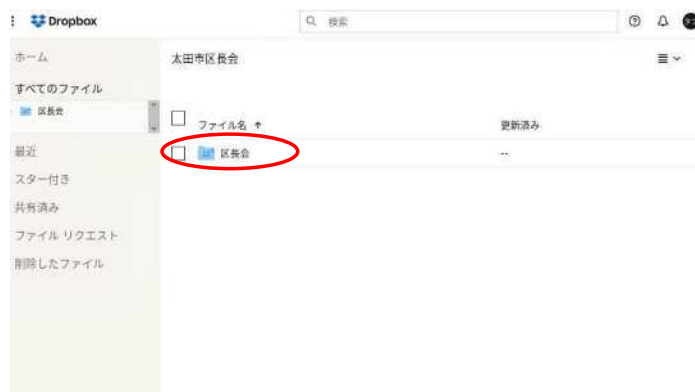 Dropbox
検索
ホーム
すべてのファイル
区長会
最近
スター付き
共有済み
ファイル リクエスト
削除したファイル
太田市区長会
ファイル名 ↑
更新済み
区長会
--